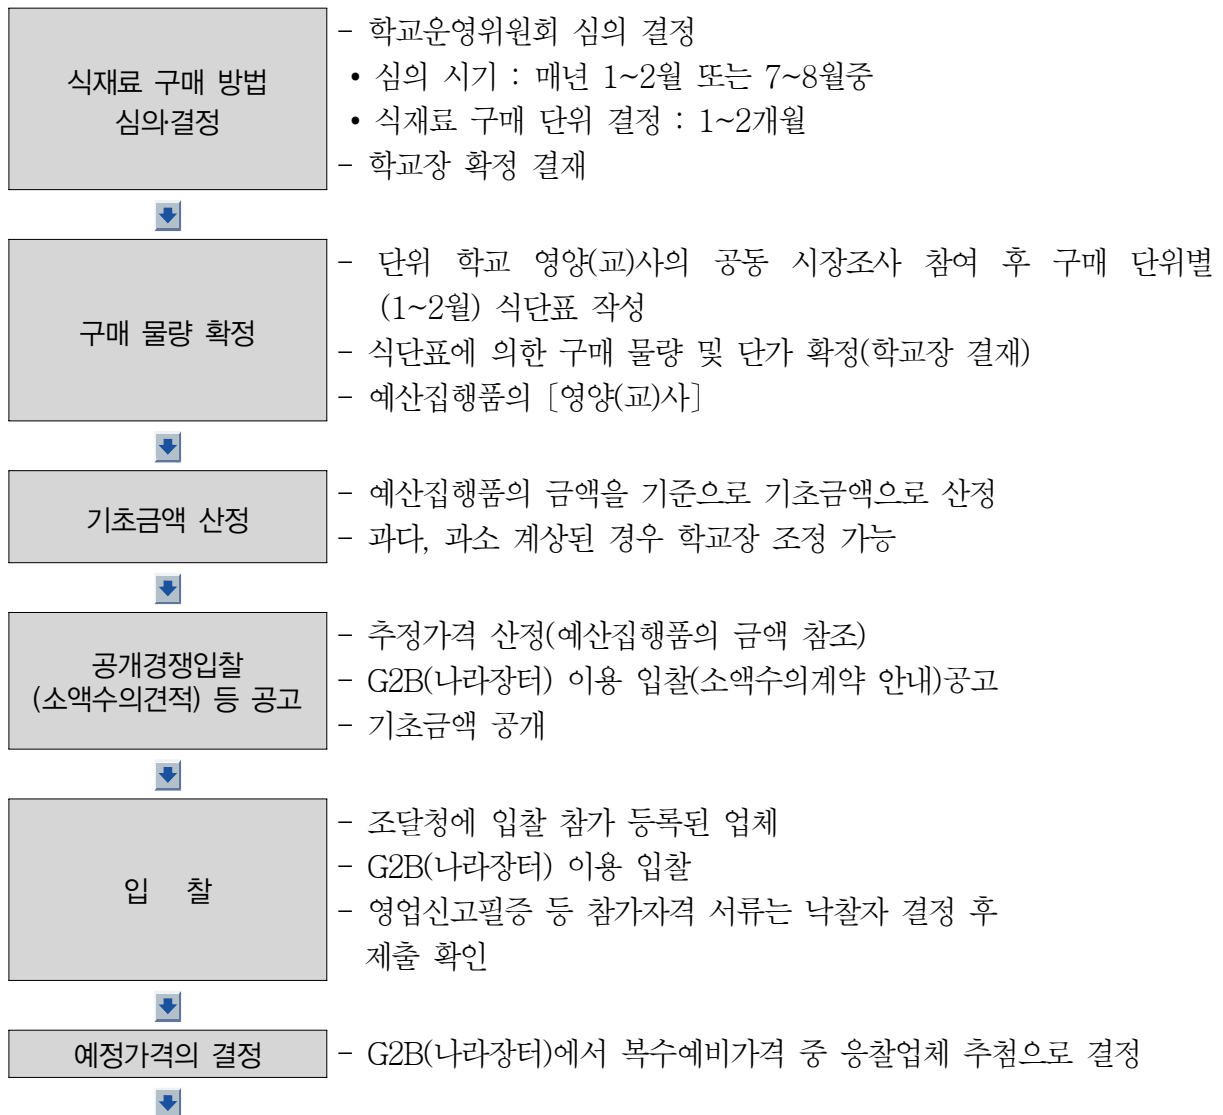 식재료 구매 방법
심의·결정
- 학교운영위원회 심의 결정
• 심의 시기 : 매년 1~2월 또는 7~8월중
• 식재료 구매 단위 결정 : 1~2개월
- 학교장 확정 결재
구매 물량 확정
- 단위 학교 영양(교)사의 공동 시장조사 참여 후 구매 단위별
(1~2월) 식단표 작성
- 식단표에 의한 구매 물량 및 단가 확정(학교장 결재)
- 예산집행품의 [영양(교)사]
기초금액 산정
- 예산집행품의 금액을 기준으로 기초금액으로 산정
- 과다, 과소 계상된 경우 학교장 조정 가능
공개경쟁입찰
(소액수의견적) 등 공고
- 추정가격 산정(예산집행품의 금액 참조)
- G2B(나라장터) 이용 입찰(소액수의계약 안내)공고
- 기초금액 공개
입 찰
- 조달청에 입찰 참가 등록된 업체
- G2B(나라장터) 이용 입찰
- 영업신고필증 등 참가자격 서류는 낙찰자 결정 후
제출 확인
예정가격의 결정
- G2B(나라장터)에서 복수예비가격 중 응찰업체 추첨으로 결정